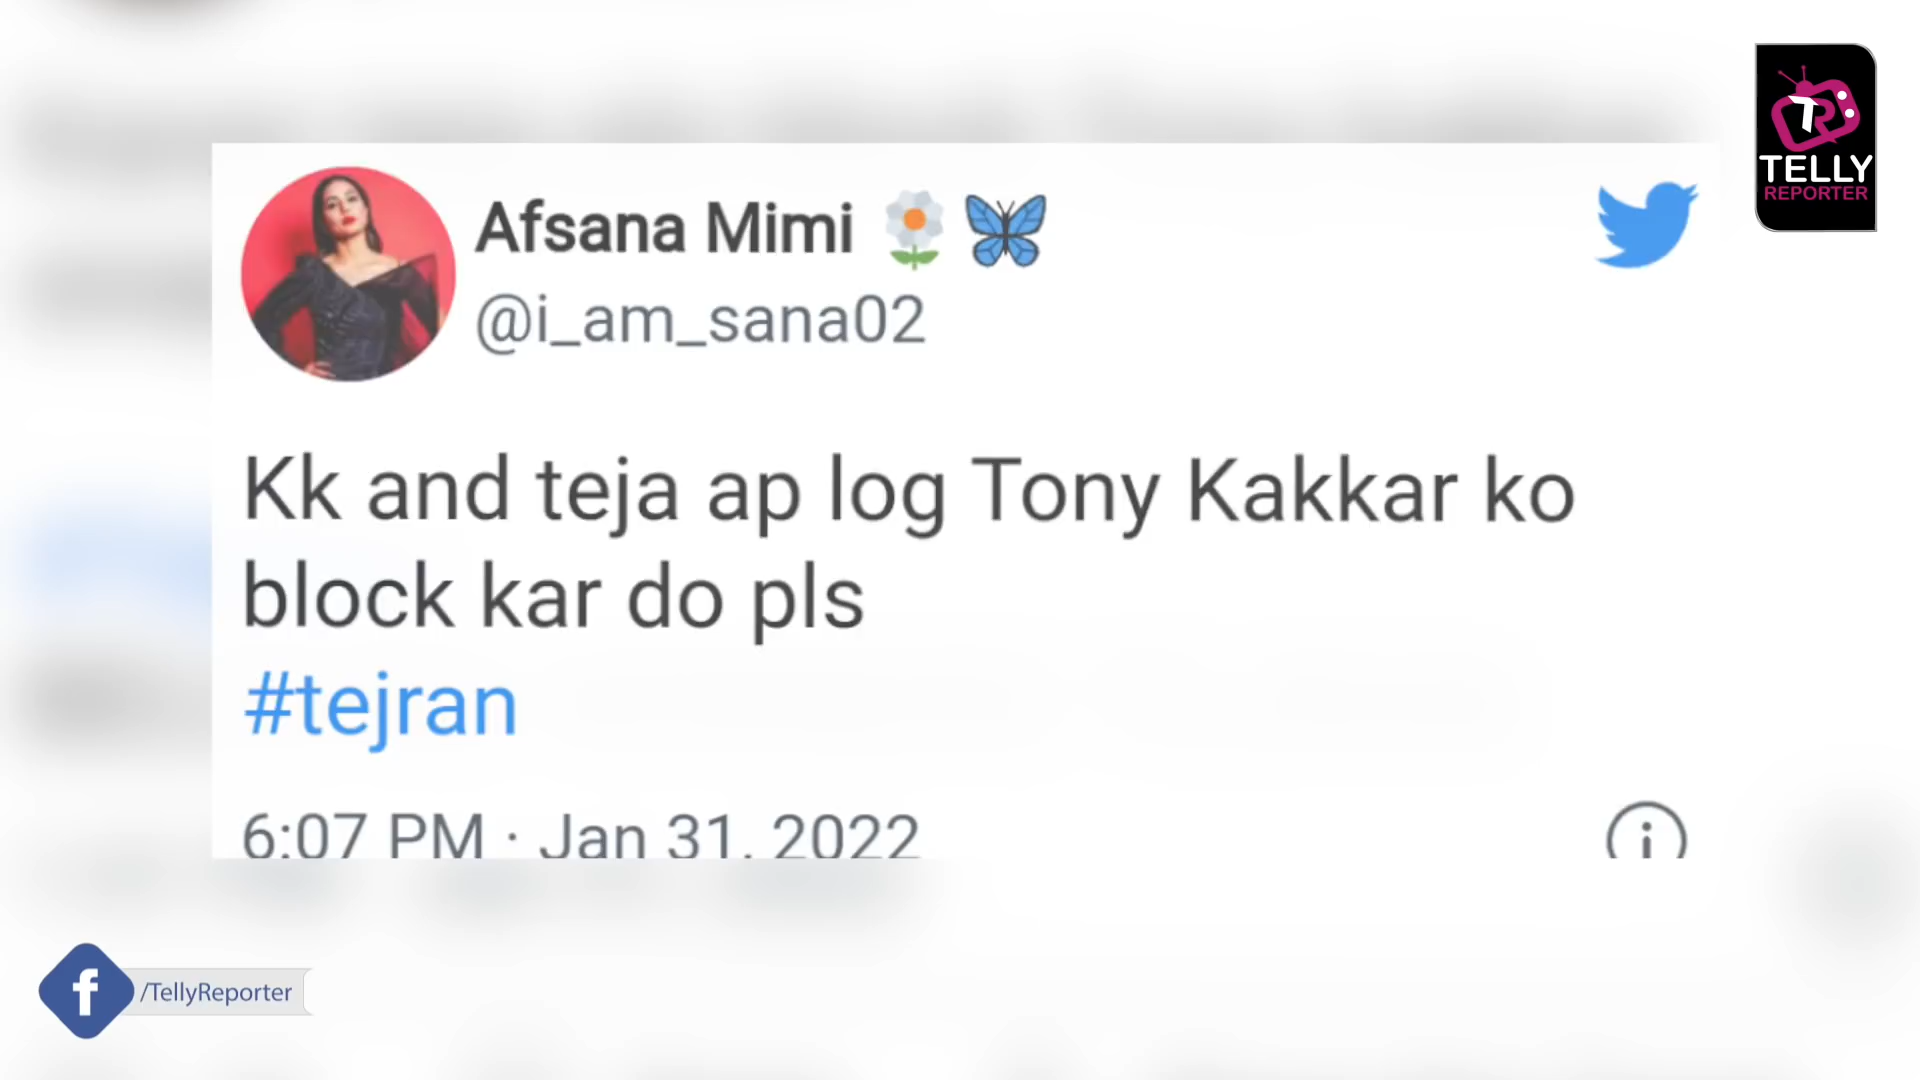 TR
TELLY
REPORTER
Afsana Mimi
@i_am_sana02
Kk and teja ap log Tony Kakkar ko
block kar do pls
#tejran
6:07 PM · Jan 31, 2022
f /TellyReporter